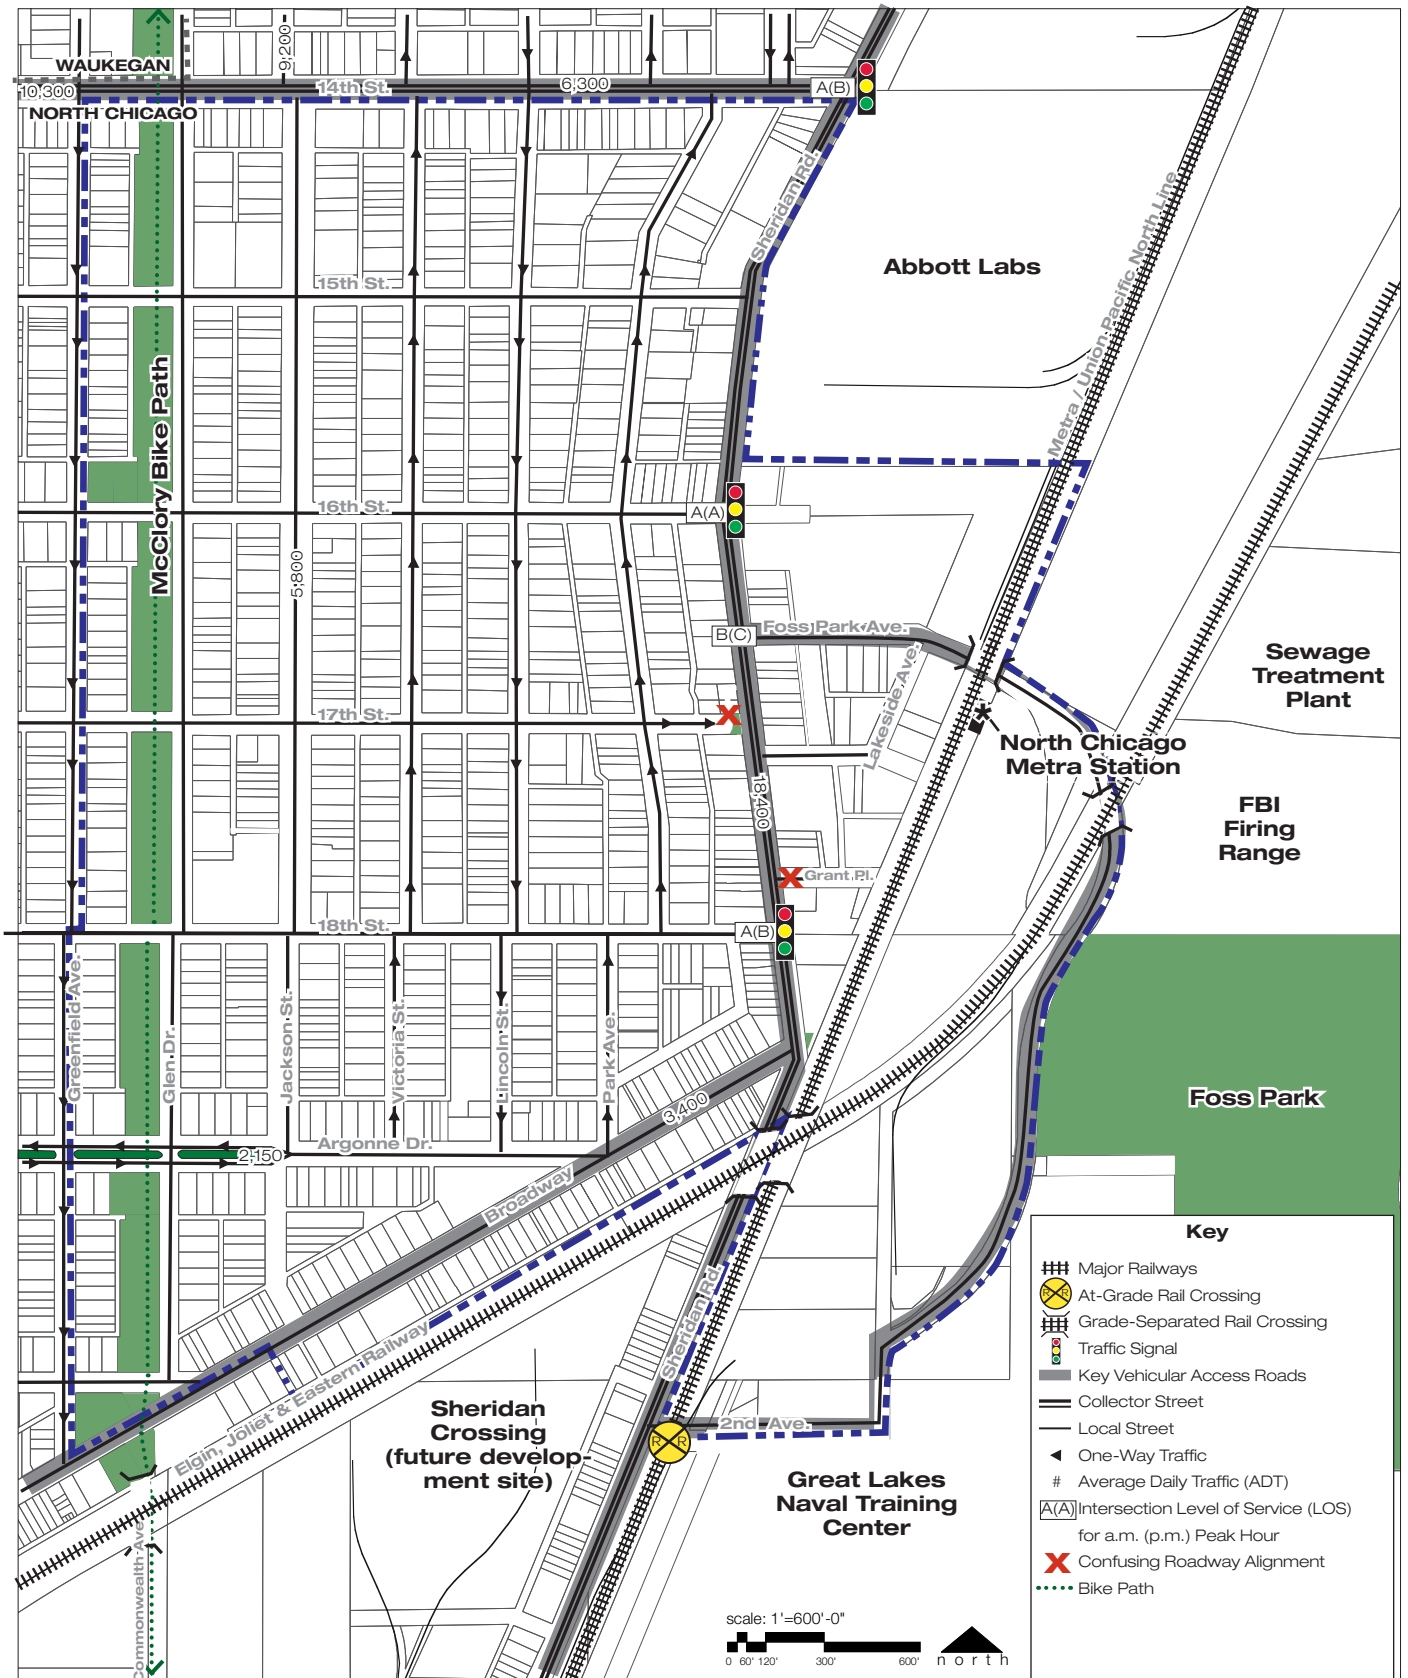 WAUKEGAN
9,200
10,300
14th St.
6,300
A(B)
NORTH CHICAGO
Sheridan Rd.
Metra / Union Pacific North Line
Abbott Labs
15th St.
McClory Bike Path
16th St.
A(A)
5,800
B(C)
Foss Park Ave.
Lakeside Ave.
Sewage
Treatment
Plant
17th St.
North Chicago
Metra Station
18,400
FBI
Firing
Range
Grant Pl.
18th St.
A(B)
Greenfield Ave.
Glen Dr.
Jackson St.
Victoria St.
Lincoln St.
Park Ave.
3,400
Foss Park
Argonne Dr.
2,150
Broadway
Sheridan Rd.
Elgin, Joliet & Eastern Railway
Sheridan
Crossing
(future develop-
ment site)
2nd Ave.
R R
Great Lakes
Naval Training
Center
Commonwealth Ave.
Key
Major Railways
R R At-Grade Rail Crossing
Grade-Separated Rail Crossing
Traffic Signal
Key Vehicular Access Roads
Collector Street
Local Street
One-Way Traffic
# Average Daily Traffic (ADT)
A(A) Intersection Level of Service (LOS)
for a.m. (p.m.) Peak Hour
Confusing Roadway Alignment
Bike Path
scale: 1'=600'-0"
0 60' 120' 300' 600'
north